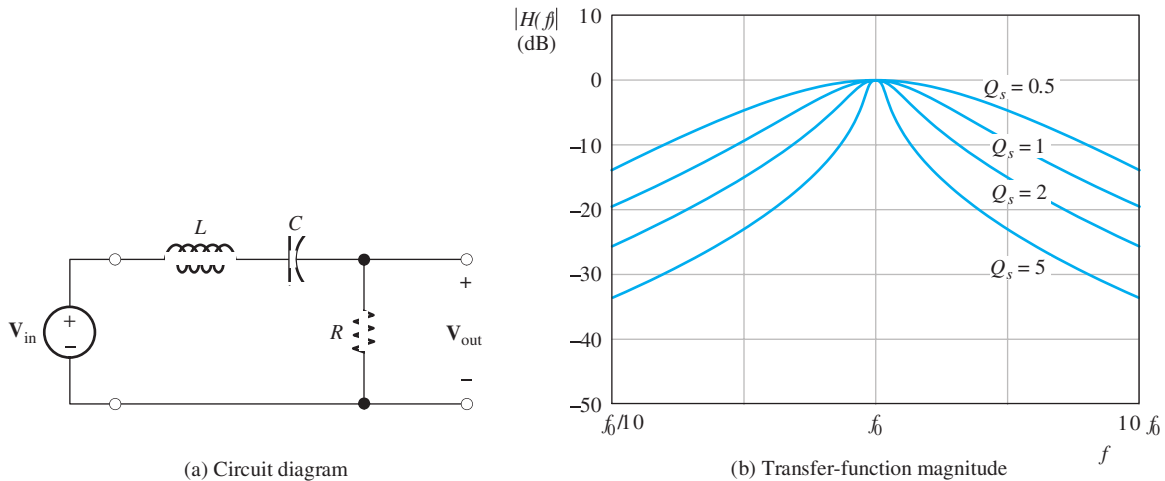 |H(f)|
(dB)
10
0
−10
−20
−30
−40
−50
Q_s = 0.5
Q_s = 1
Q_s = 2
Q_s = 5
f_0/10
f_0
10 f_0
f
L
C
+
−
V_in
R
+
V_out
−
(a) Circuit diagram
(b) Transfer-function magnitude